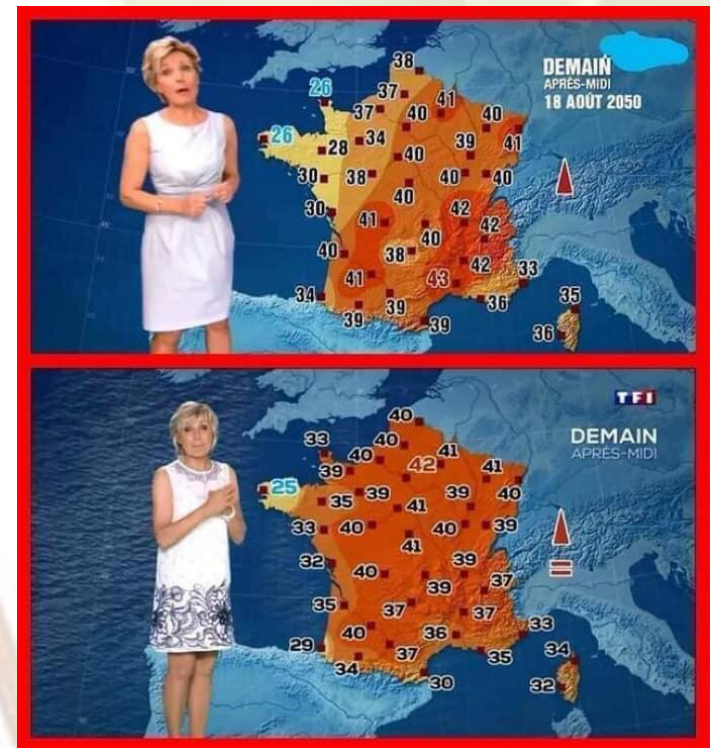 DEMAIN
APRÈS-MIDI
18 AOÛT 2050
38
26 37 41
37 40 40
26 28 34 39 41
40
30 38 40 40
40
30 41 42
40 42
40 38 42
41 43 33
34 39 36 35
39 39 36
TF1
DEMAIN
APRÈS-MIDI
40
33 40 41
39 40 42 41
25 35 39 39 40
41
33 40 40 39
41
32 40 39
39 37
35 37 37
40 36 33
29 37 35 34
34 30 32
=